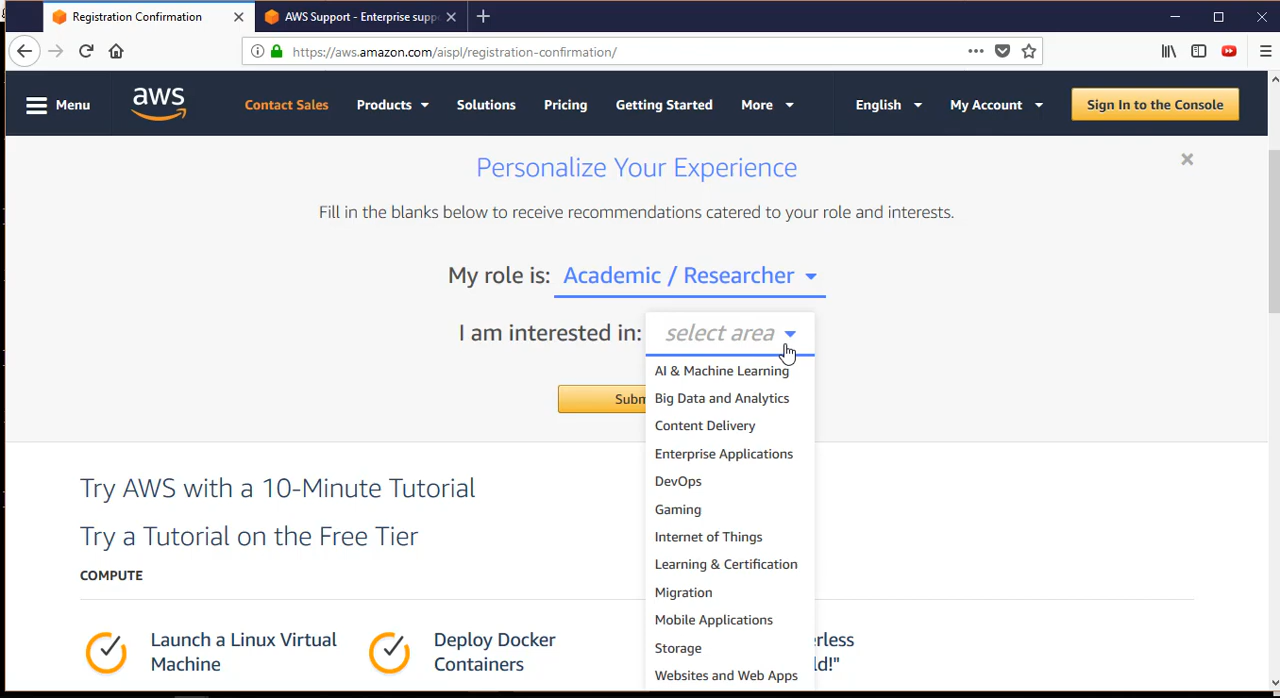 Registration Confirmation
AWS Support - Enterprise supp
https://aws.amazon.com/aispl/registration-confirmation/
Menu
aws
Contact Sales
Products
Solutions
Pricing
Getting Started
More
English
My Account
Sign In to the Console
Personalize Your Experience
Fill in the blanks below to receive recommendations catered to your role and interests.
My role is: Academic / Researcher
I am interested in: select area
AI & Machine Learning
Subm
Big Data and Analytics
Content Delivery
Enterprise Applications
DevOps
Gaming
Internet of Things
Learning & Certification
Migration
Mobile Applications
Storage
Websites and Web Apps
Try AWS with a 10-Minute Tutorial
Try a Tutorial on the Free Tier
COMPUTE
Launch a Linux Virtual
Machine
Deploy Docker
Containers
erless
ld!"